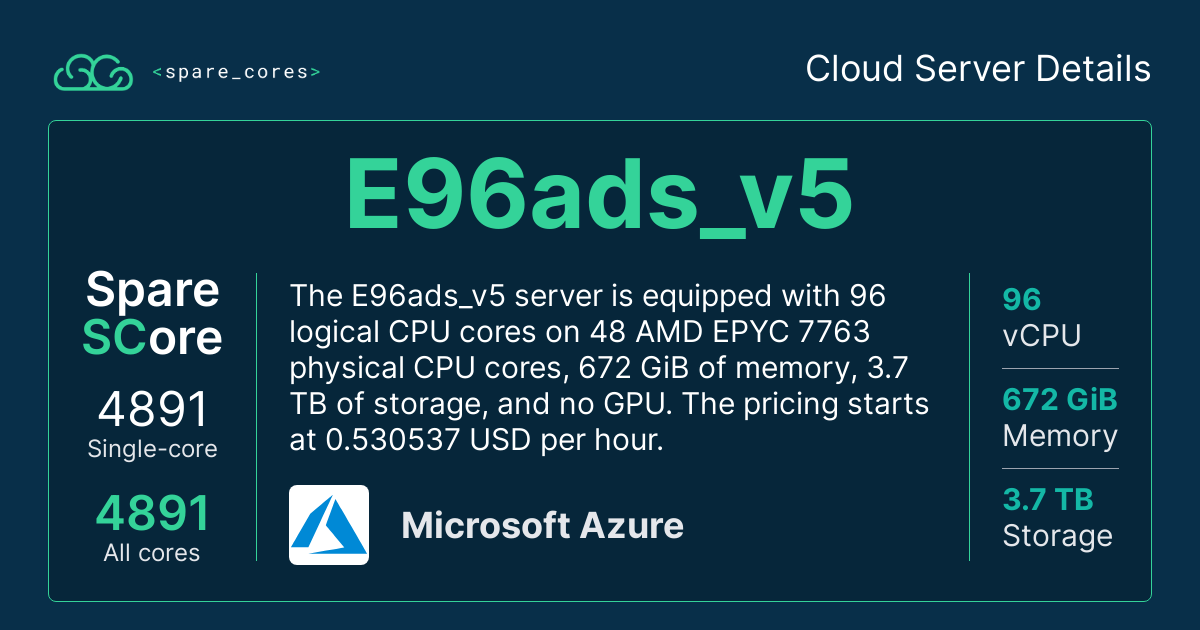 <spare_cores>
Cloud Server Details
E96ads_v5
Spare
SCore
4891
Single-core
4891
All cores
The E96ads_v5 server is equipped with 96
logical CPU cores on 48 AMD EPYC 7763
physical CPU cores, 672 GiB of memory, 3.7
TB of storage, and no GPU. The pricing starts
at 0.530537 USD per hour.
Microsoft Azure
96
vCPU
672 GiB
Memory
3.7 TB
Storage